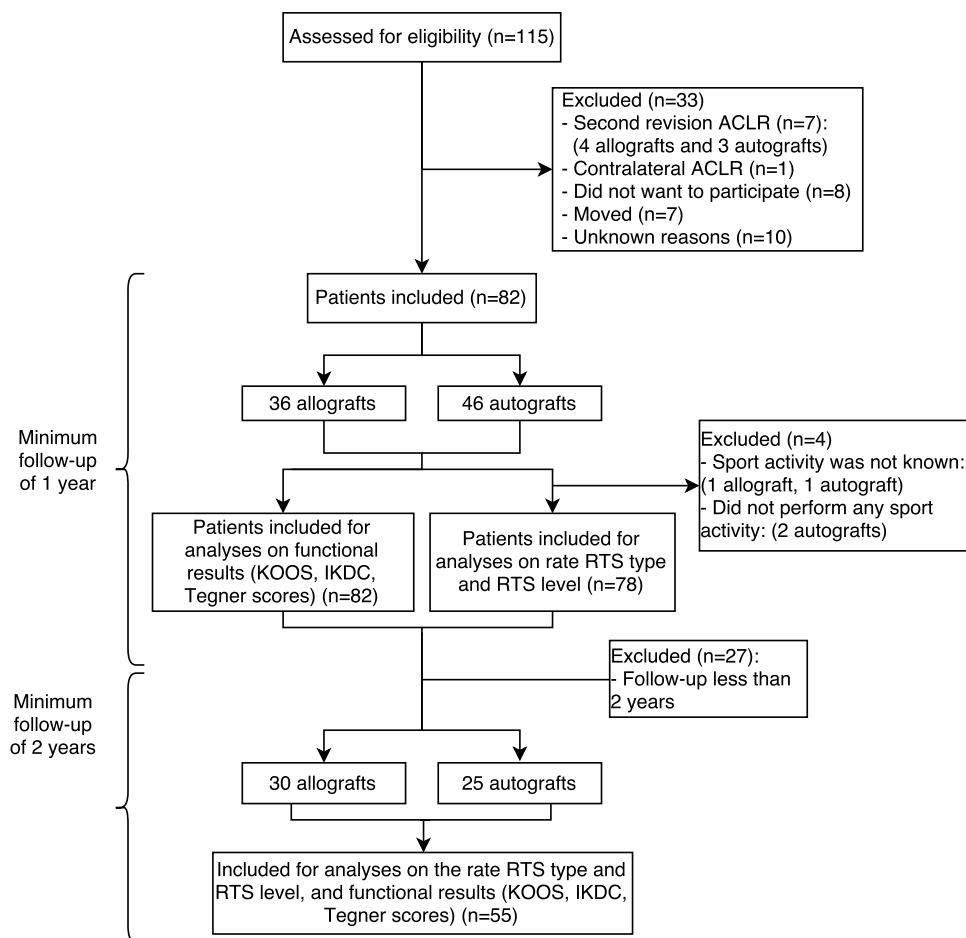 Assessed for eligibility (n=115)
Excluded (n=33)
- Second revision ACLR (n=7):
(4 allografts and 3 autografts)
- Contralateral ACLR (n=1)
- Did not want to participate (n=8)
- Moved (n=7)
- Unknown reasons (n=10)
Patients included (n=82)
36 allografts
46 autografts
Minimum
follow-up
of 1 year
Excluded (n=4)
- Sport activity was not known:
(1 allograft, 1 autograft)
- Did not perform any sport
activity: (2 autografts)
Patients included for
analyses on functional
results (KOOS, IKDC,
Tegner scores) (n=82)
Patients included for
analyses on rate RTS type
and RTS level (n=78)
Excluded (n=27):
- Follow-up less than
2 years
Minimum
follow-up
of 2 years
30 allografts
25 autografts
Included for analyses on the rate RTS type and
RTS level, and functional results (KOOS, IKDC,
Tegner scores) (n=55)